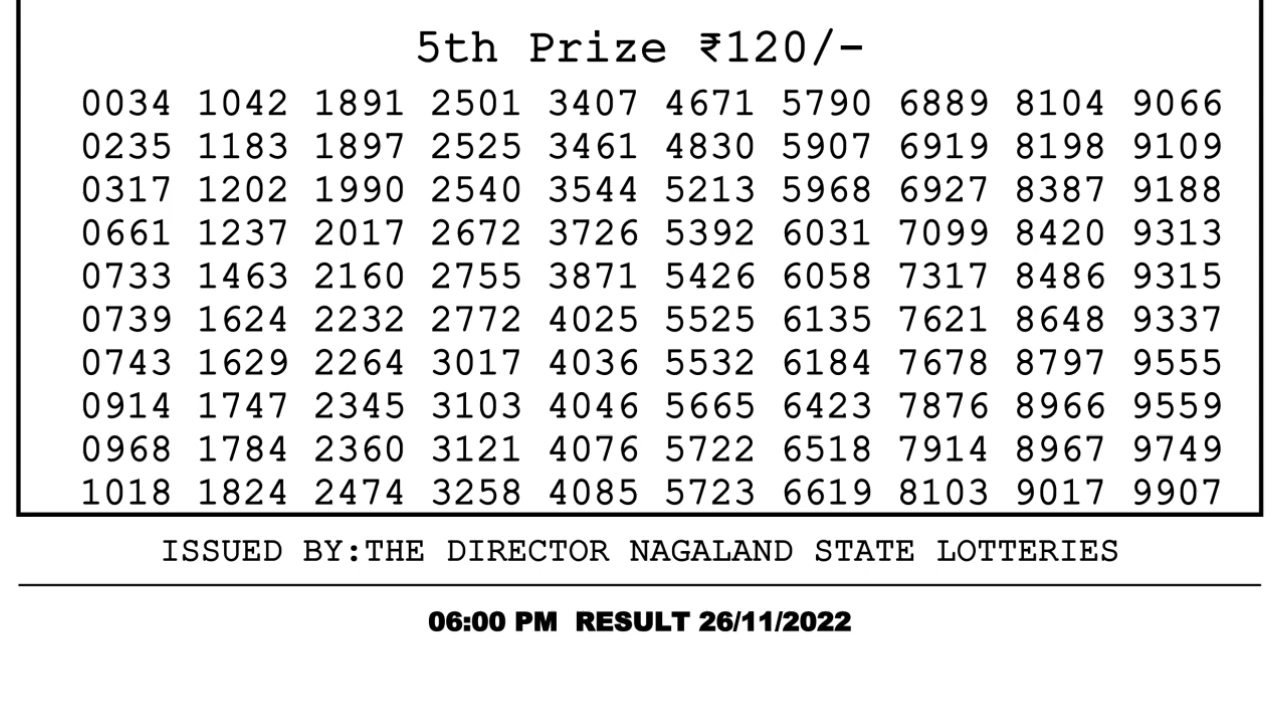 5th Prize ₹120/-
0034 1042 1891 2501 3407 4671 5790 6889 8104 9066
0235 1183 1897 2525 3461 4830 5907 6919 8198 9109
0317 1202 1990 2540 3544 5213 5968 6927 8387 9188
0661 1237 2017 2672 3726 5392 6031 7099 8420 9313
0733 1463 2160 2755 3871 5426 6058 7317 8486 9315
0739 1624 2232 2772 4025 5525 6135 7621 8648 9337
0743 1629 2264 3017 4036 5532 6184 7678 8797 9555
0914 1747 2345 3103 4046 5665 6423 7876 8966 9559
0968 1784 2360 3121 4076 5722 6518 7914 8967 9749
1018 1824 2474 3258 4085 5723 6619 8103 9017 9907
ISSUED BY:THE DIRECTOR NAGALAND STATE LOTTERIES
06:00 PM RESULT 26/11/2022